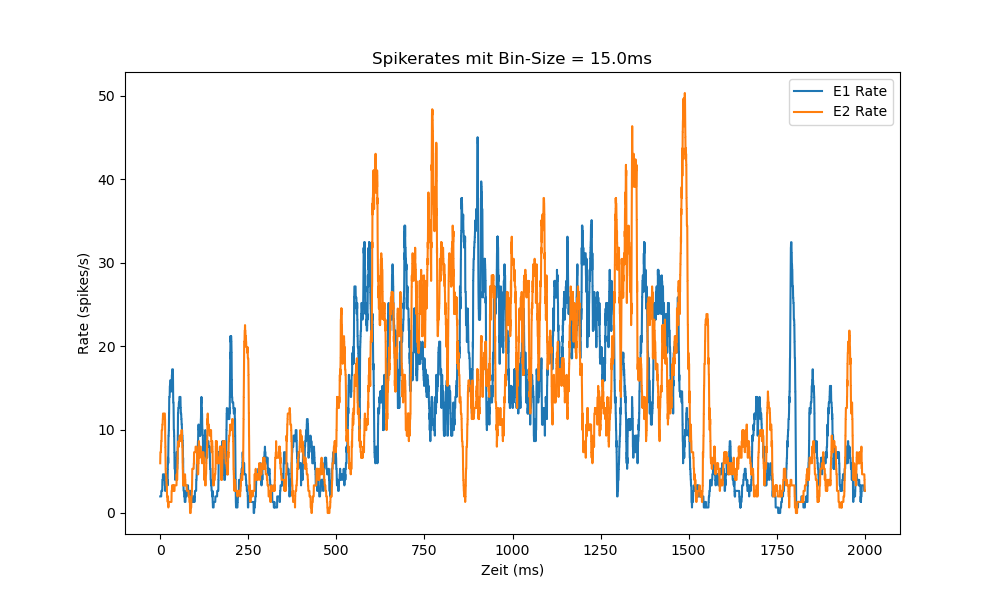 Spikerates mit Bin-Size = 15.0ms
E1 Rate
E2 Rate
Rate (spikes/s)
50
40
30
20
10
0
0 250 500 750 1000 1250 1500 1750 2000
Zeit (ms)